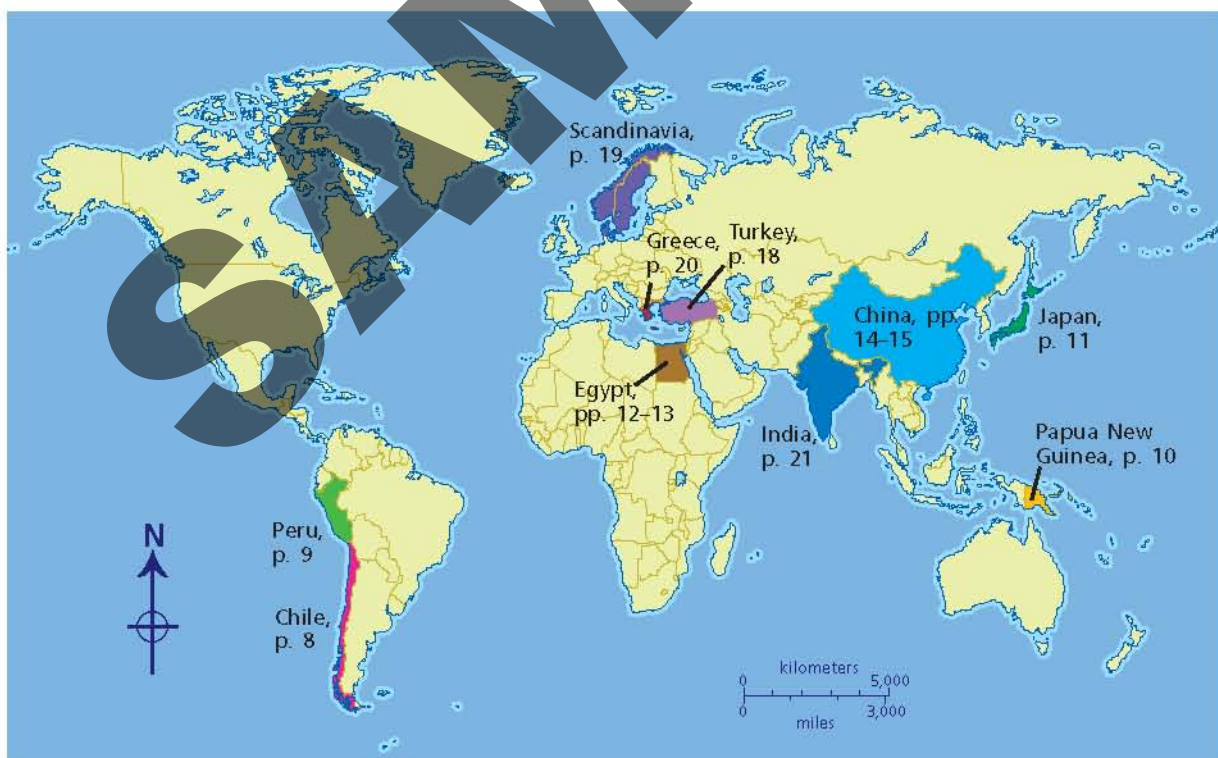 SAM
Scandinavia,
p. 19
Greece,
p. 20
Turkey,
p. 18
China, pp.
14–15
Japan,
p. 11
Egypt,
pp. 12–13
India,
p. 21
Papua New
Guinea, p. 10
Peru,
p. 9
N
Chile,
p. 8
kilometers
0 5,000
0 3,000
miles